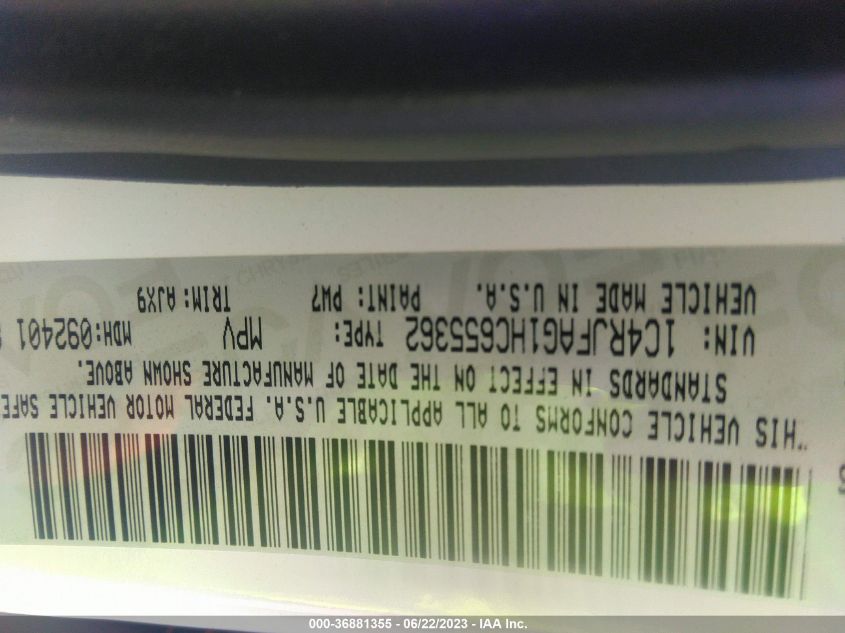 THIS VEHICLE CONFORMS TO ALL APPLICABLE U.S.A. FEDERAL MOTOR VEHICLE SAFE
STANDARDS IN EFFECT ON THE DATE OF MANUFACTURE SHOWN ABOVE.
VIN: 1C4RJFAG1HC655362 TYPE: MPV MDH: 092401
VEHICLE MADE IN U.S.A. PAINT: PW7 TRIM: AJX9
000-36881355 - 06/22/2023 - IAA Inc.